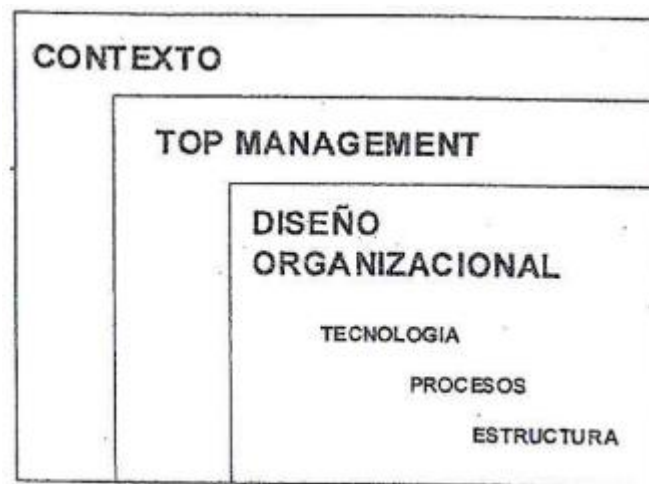 CONTEXTO
TOP MANAGEMENT
DISEÑO
ORGANIZACIONAL
TECNOLOGIA
PROCESOS
ESTRUCTURA